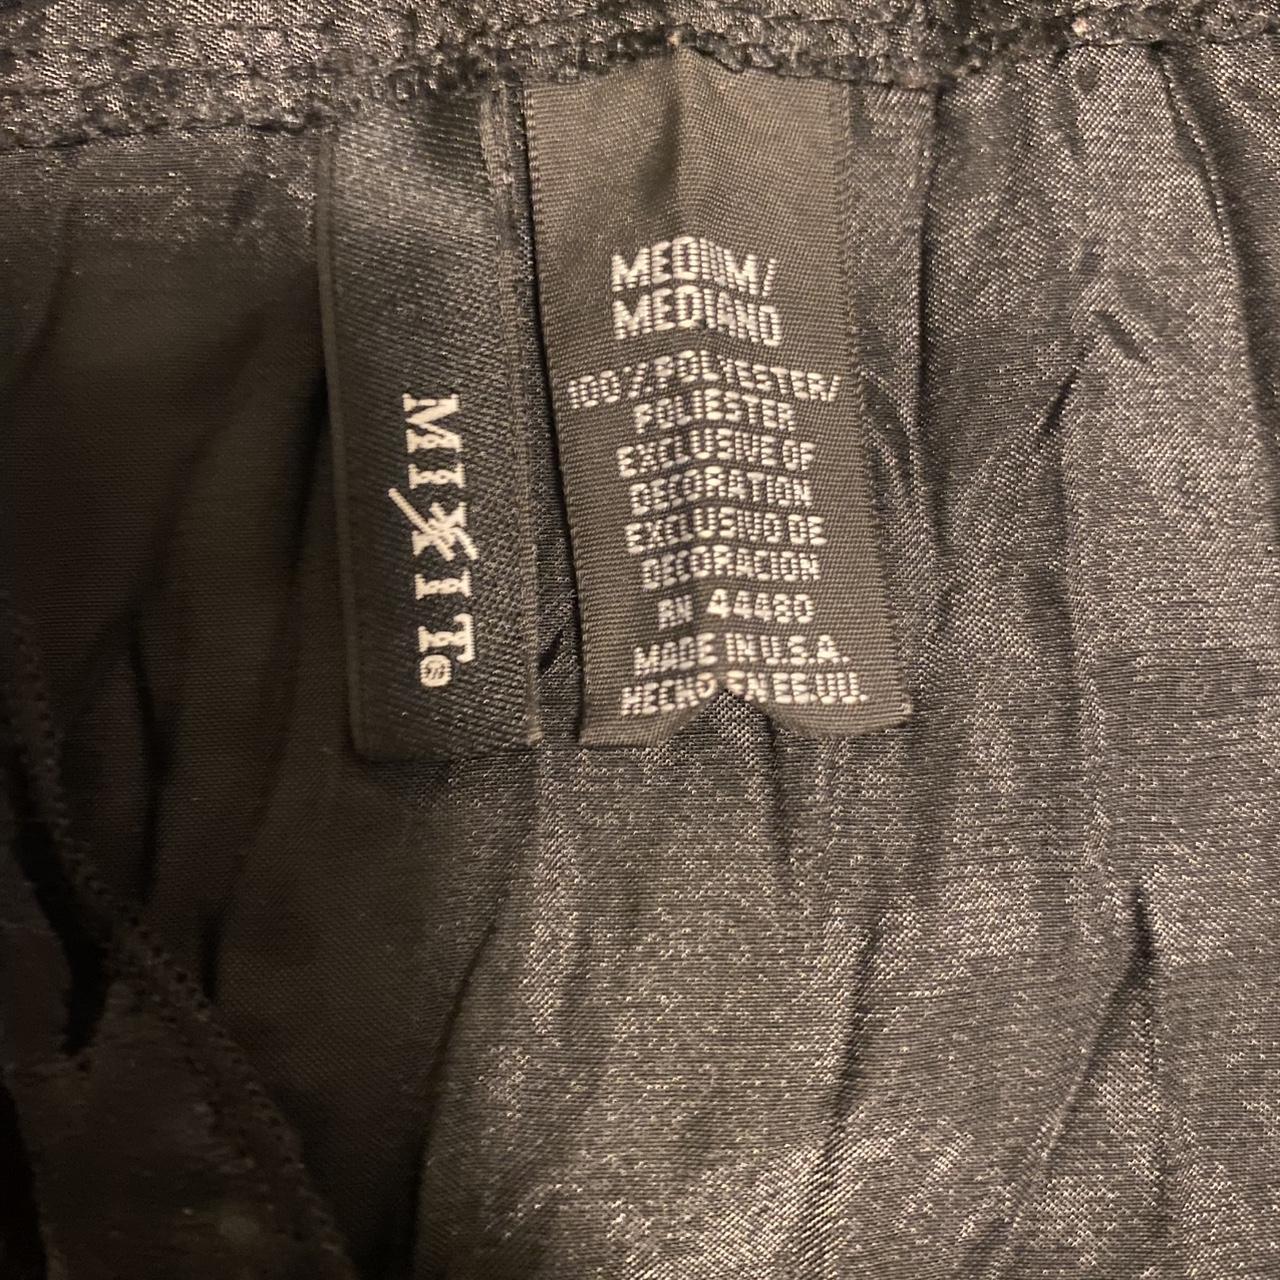 MIXIT®
MEDIUM/
MEDIANO
100%POLYESTER/
POLIESTER
EXCLUSIVE OF
DECORATION
EXCLUSIVO DE
DECORACION
RN 44480
MADE IN U.S.A.
HECHO EN EE.UU.